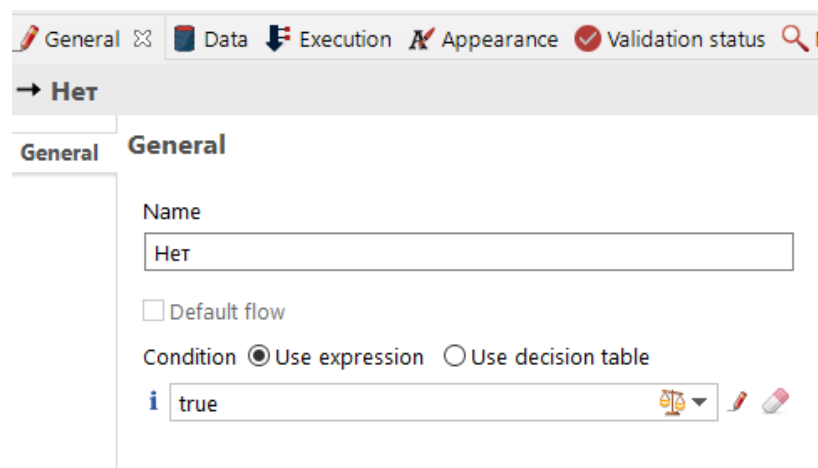 General Data Execution Appearance Validation status
→ Нет
General General
Name
Нет
Default flow
Condition Use expression Use decision table
i true